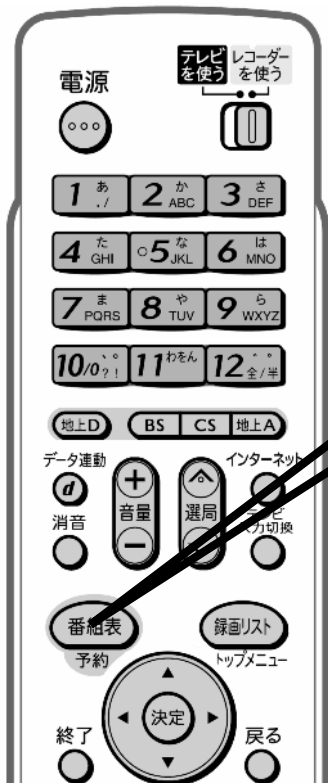 電源
テレビ レコーダー
を使う を使う
1 あ ./
2 か ABC
3 さ DEF
4 た GHI
5 な JKL
6 は MNO
7 ま PQRS
8 や TUV
9 ら WXYZ
10/0 、。?!
11 わをん
12 ゛゜全/半
地上D BS CS 地上A
データ連動 インターネット
d + 音量 − 選局
消音
入力切換
番組表 録画リスト
予約 トップメニュー
決定
終了 戻る